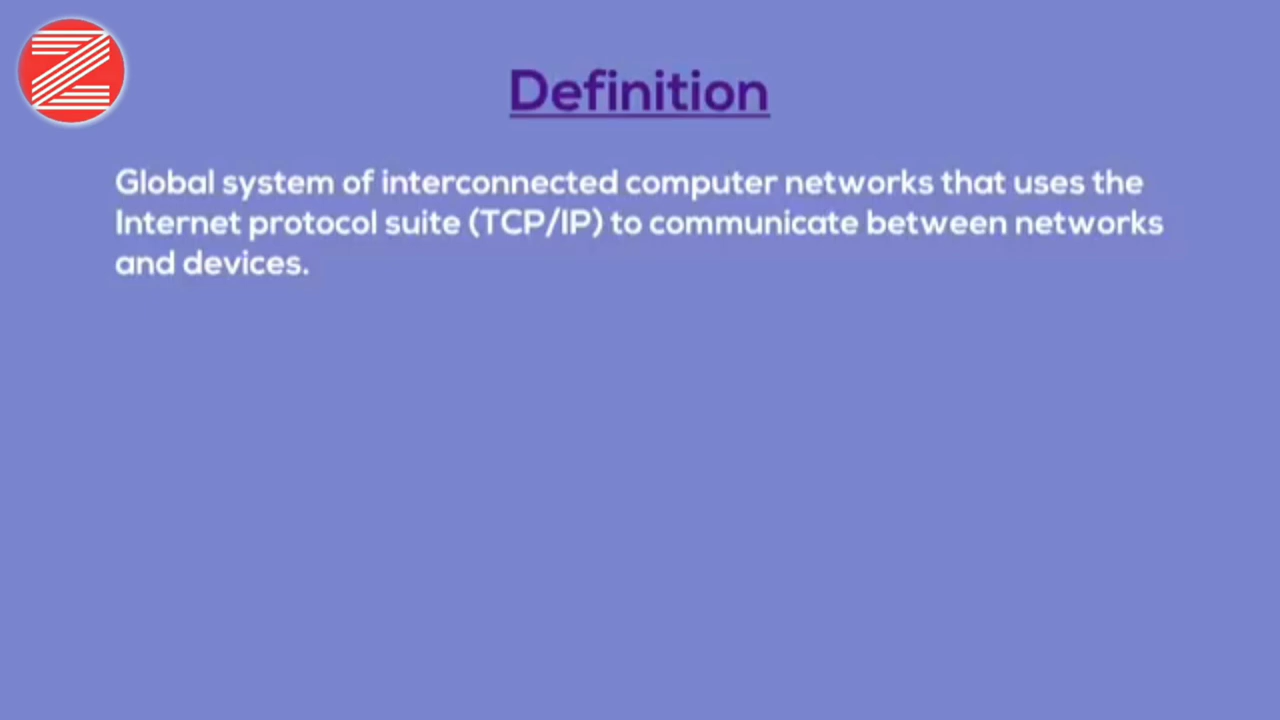 Definition
Global system of interconnected computer networks that uses the
Internet protocol suite (TCP/IP) to communicate between networks
and devices.